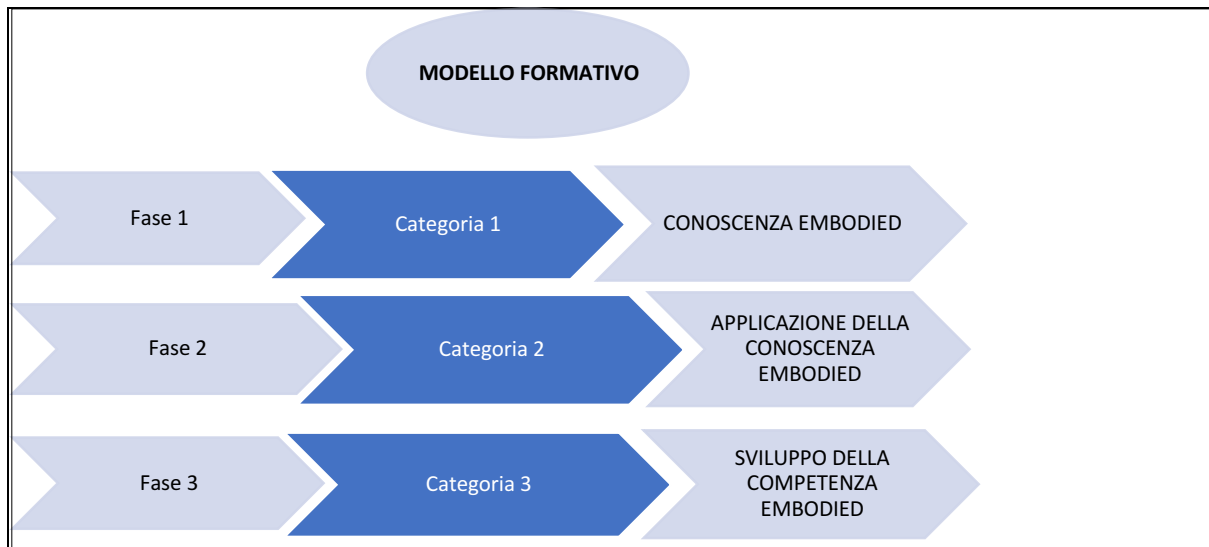 MODELLO FORMATIVO
Fase 1
Categoria 1
CONOSCENZA EMBODIED
Fase 2
Categoria 2
APPLICAZIONE DELLA
CONOSCENZA
EMBODIED
Fase 3
Categoria 3
SVILUPPO DELLA
COMPETENZA
EMBODIED